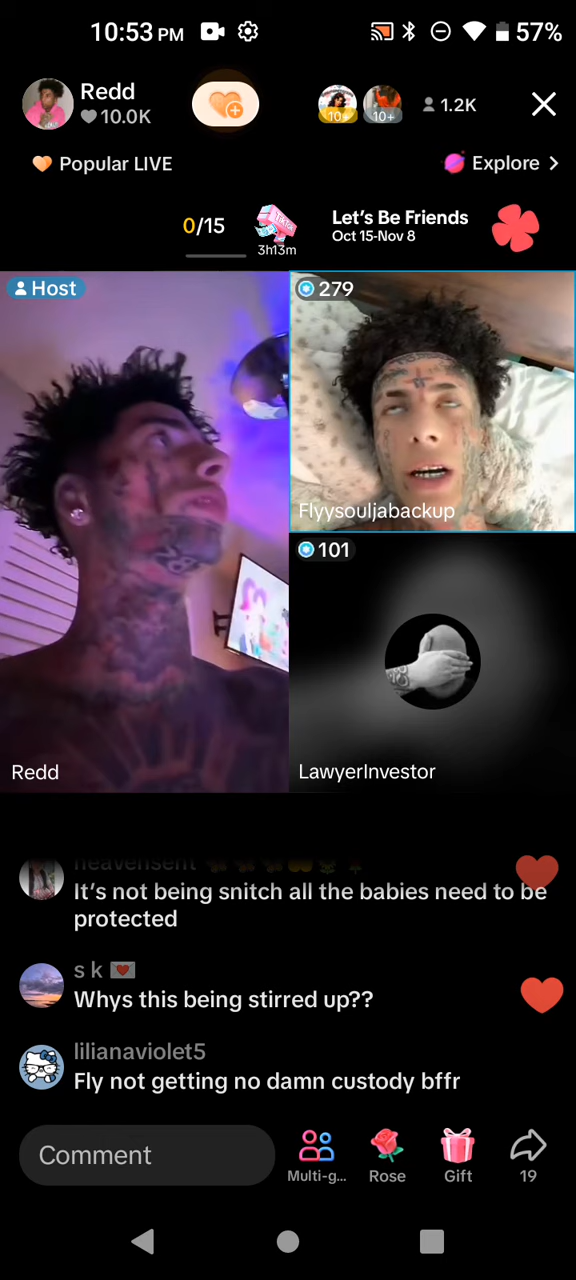 10:53 PM
57%
Redd
10.0K
10+
10+
1.2K
Popular LIVE
Explore >
0/15
TikTok
3h13m
Let's Be Friends
Oct 15-Nov 8
Host
279
Flyysouljabackup
101
Redd
LawyerInvestor
heavensent
It's not being snitch all the babies need to be
protected
s k
Whys this being stirred up??
lilianaviolet5
Fly not getting no damn custody bffr
Comment
Multi-g...
Rose
Gift
19